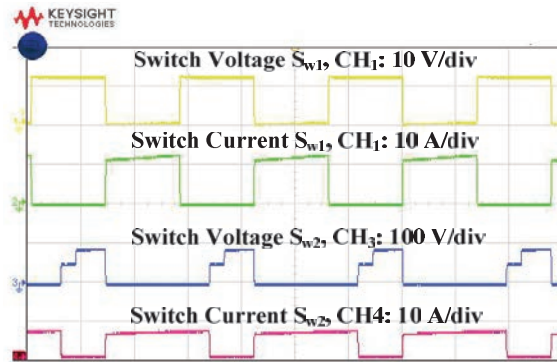 KEYSIGHT
TECHNOLOGIES
Switch Voltage Sw1, CH1: 10 V/div
Switch Current Sw1, CH1: 10 A/div
Switch Voltage Sw2, CH3: 100 V/div
Switch Current Sw2, CH4: 10 A/div